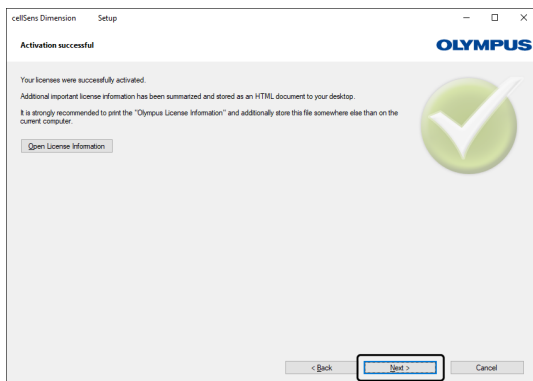 cellSens Dimension Setup
Activation successful
OLYMPUS
Your licenses were successfully activated.
Additional important license information has been summarized and stored as an HTML document to your desktop.
It is strongly recommended to print the "Olympus License Information" and additionally store this file somewhere else than on the
current computer.
Open License Information
< Back Next > Cancel